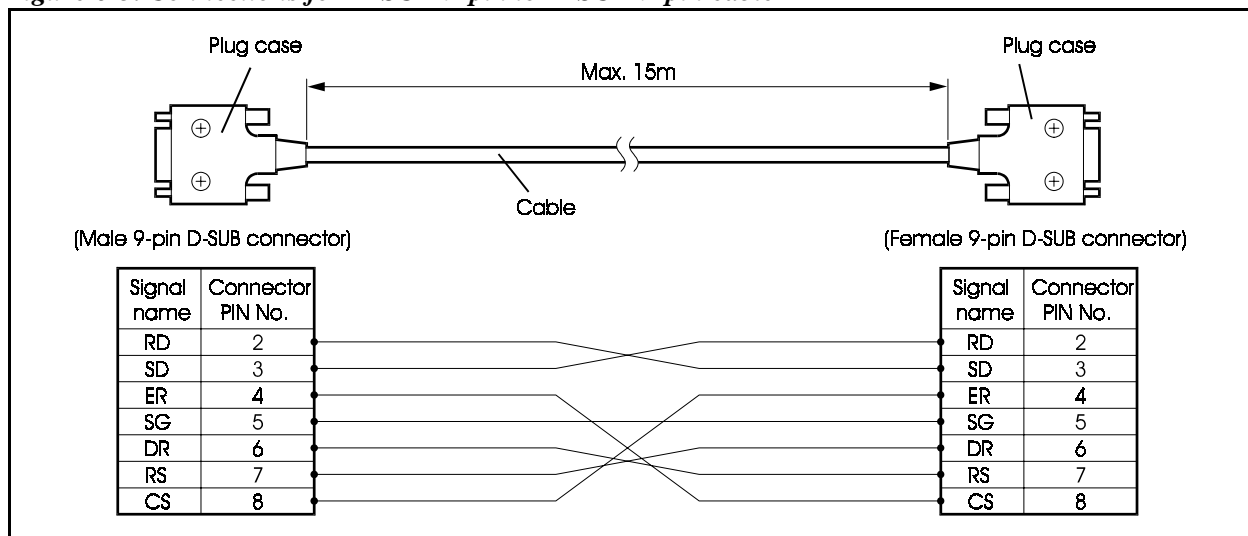 Plug case
Plug case
Max. 15m
Cable
(Male 9-pin D-SUB connector)
(Female 9-pin D-SUB connector)
Signal name Connector PIN No.
RD 2
SD 3
ER 4
SG 5
DR 6
RS 7
CS 8
Signal name Connector PIN No.
RD 2
SD 3
ER 4
SG 5
DR 6
RS 7
CS 8